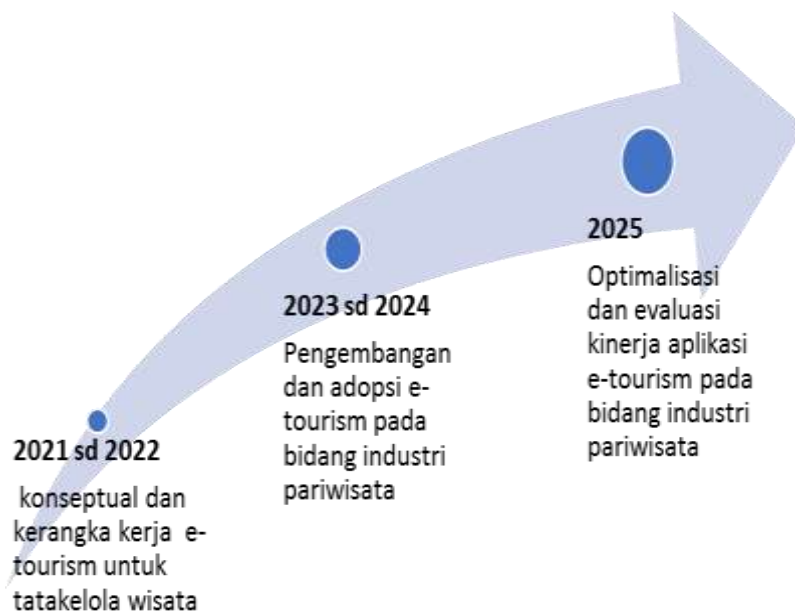 2021 sd 2022
konseptual dan
kerangka kerja e-
tourism untuk
tatakelola wisata
2023 sd 2024
Pengembangan
dan adopsi e-
tourism pada
bidang industri
pariwisata
2025
Optimalisasi
dan evaluasi
kinerja aplikasi
e-tourism pada
bidang industri
pariwisata